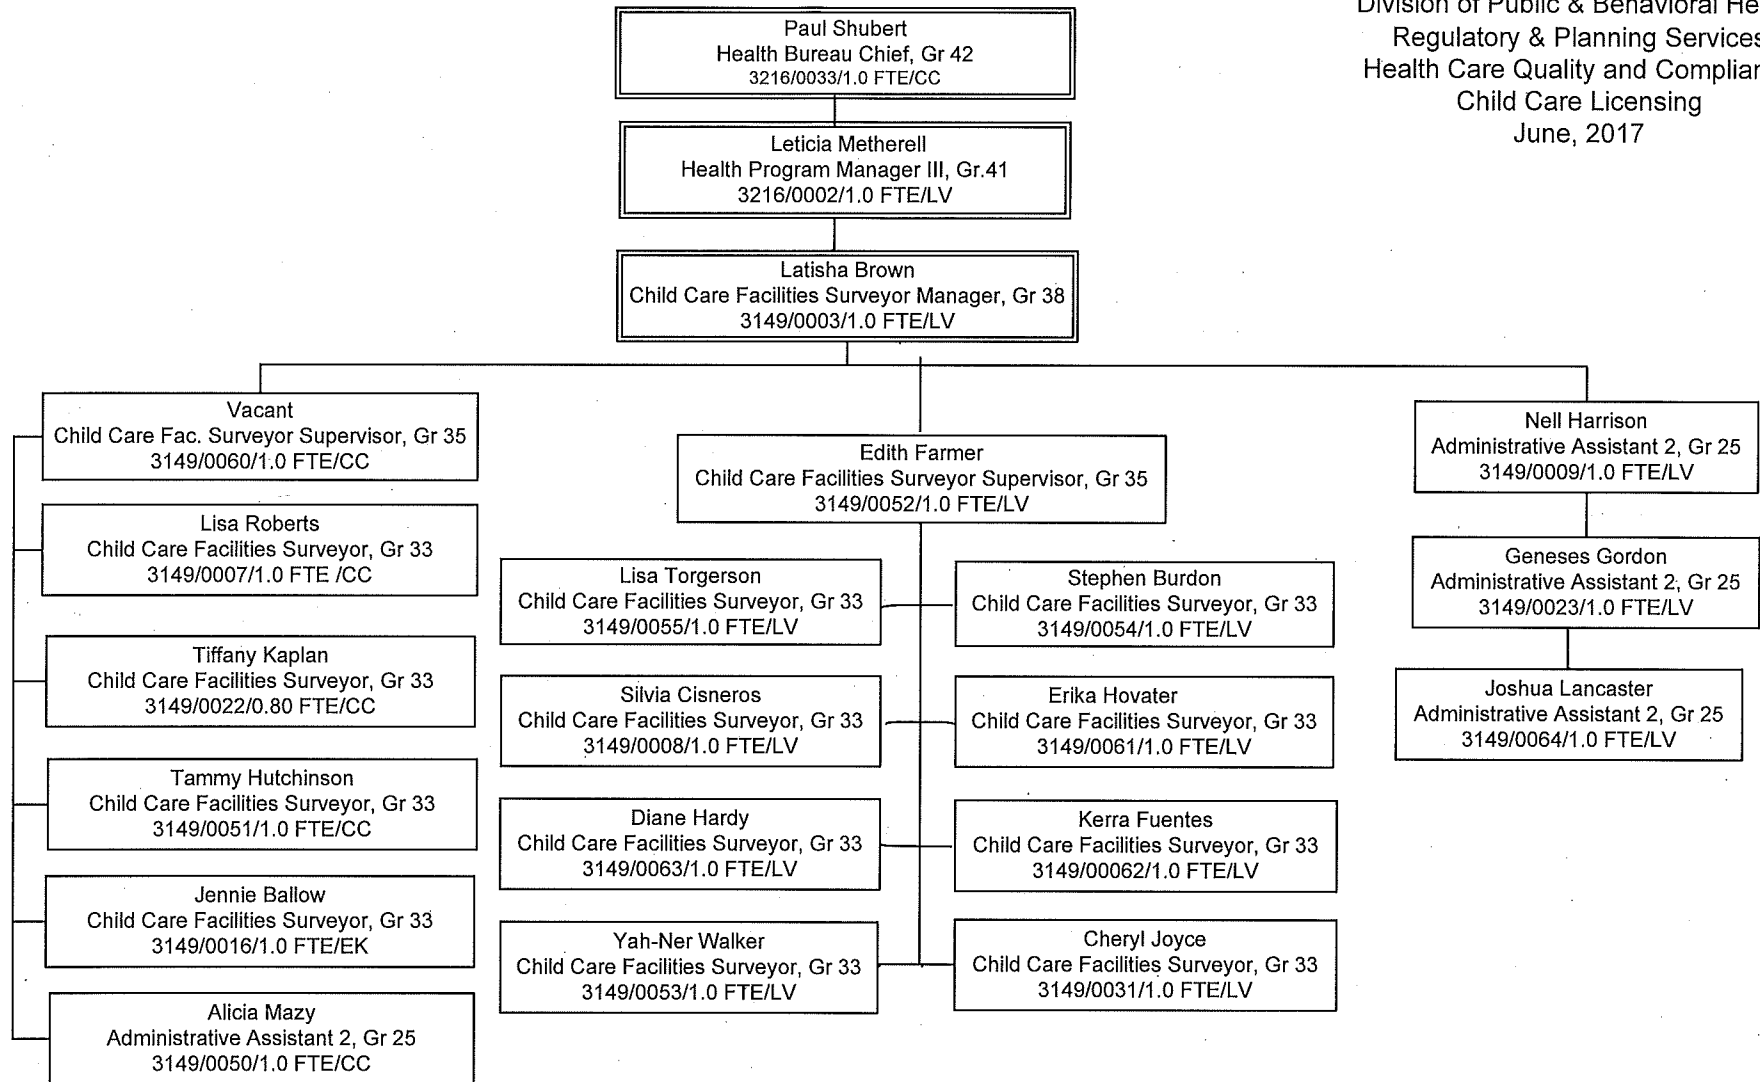 Division of Public & Behavioral
Regulatory & Planning Services
Health Care Quality and
Child Care Licensing
June, 2017
Paul Shubert
Health Bureau Chief, Gr 42
3216/0033/1.0 FTE/CC
Leticia Metherell
Health Program Manager III, Gr.41
3216/0002/1.0 FTE/LV
Latisha Brown
Child Care Facilities Surveyor Manager, Gr 38
3149/0003/1.0 FTE/LV
Vacant
Child Care Fac. Surveyor Supervisor, Gr 35
3149/0060/1.0 FTE/CC
Lisa Roberts
Child Care Facilities Surveyor, Gr 33
3149/0007/1.0 FTE /CC
Tiffany Kaplan
Child Care Facilities Surveyor, Gr 33
3149/0022/0.80 FTE/CC
Tammy Hutchinson
Child Care Facilities Surveyor, Gr 33
3149/0051/1.0 FTE/CC
Jennie Ballow
Child Care Facilities Surveyor, Gr 33
3149/0016/1.0 FTE/EK
Alicia Mazy
Administrative Assistant 2, Gr 25
3149/0050/1.0 FTE/CC
Edith Farmer
Child Care Facilities Surveyor Supervisor, Gr 35
3149/0052/1.0 FTE/LV
Lisa Torgerson
Child Care Facilities Surveyor, Gr 33
3149/0055/1.0 FTE/LV
Stephen Burdon
Child Care Facilities Surveyor, Gr 33
3149/0054/1.0 FTE/LV
Silvia Cisneros
Child Care Facilities Surveyor, Gr 33
3149/0008/1.0 FTE/LV
Erika Hovater
Child Care Facilities Surveyor, Gr 33
3149/0061/1.0 FTE/LV
Diane Hardy
Child Care Facilities Surveyor, Gr 33
3149/0063/1.0 FTE/LV
Kerra Fuentes
Child Care Facilities Surveyor, Gr 33
3149/00062/1.0 FTE/LV
Yah-Ner Walker
Child Care Facilities Surveyor, Gr 33
3149/0053/1.0 FTE/LV
Cheryl Joyce
Child Care Facilities Surveyor, Gr 33
3149/0031/1.0 FTE/LV
Nell Harrison
Administrative Assistant 2, Gr 25
3149/0009/1.0 FTE/LV
Geneses Gordon
Administrative Assistant 2, Gr 25
3149/0023/1.0 FTE/LV
Joshua Lancaster
Administrative Assistant 2, Gr 25
3149/0064/1.0 FTE/LV